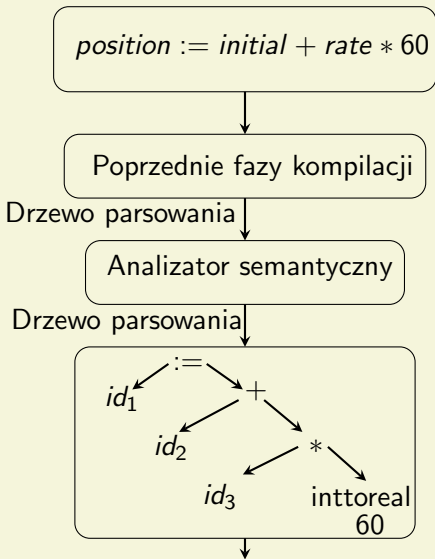 position := initial + rate * 60
Poprzednie fazy kompilacji
Drzewo parsowania
Analizator semantyczny
Drzewo parsowania
:=
id₁
+
id₂
*
id₃
inttoreal
60